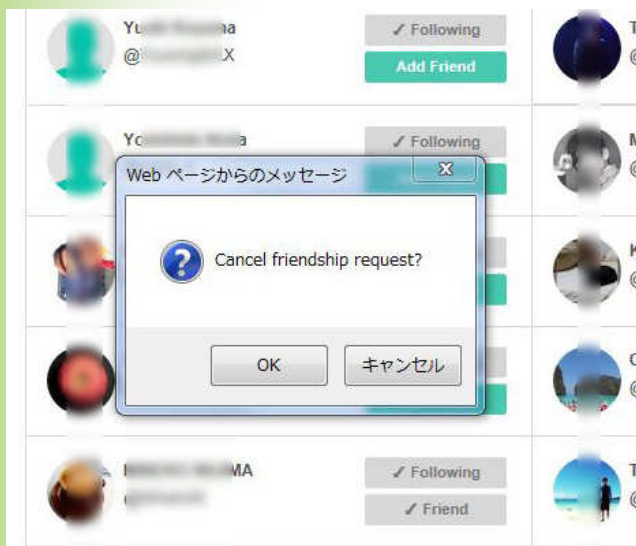 ✓ Following
@ X
Add Friend
✓ Following
Web ページからのメッセージ
Cancel friendship request?
OK
キャンセル
MA
✓ Following
✓ Friend